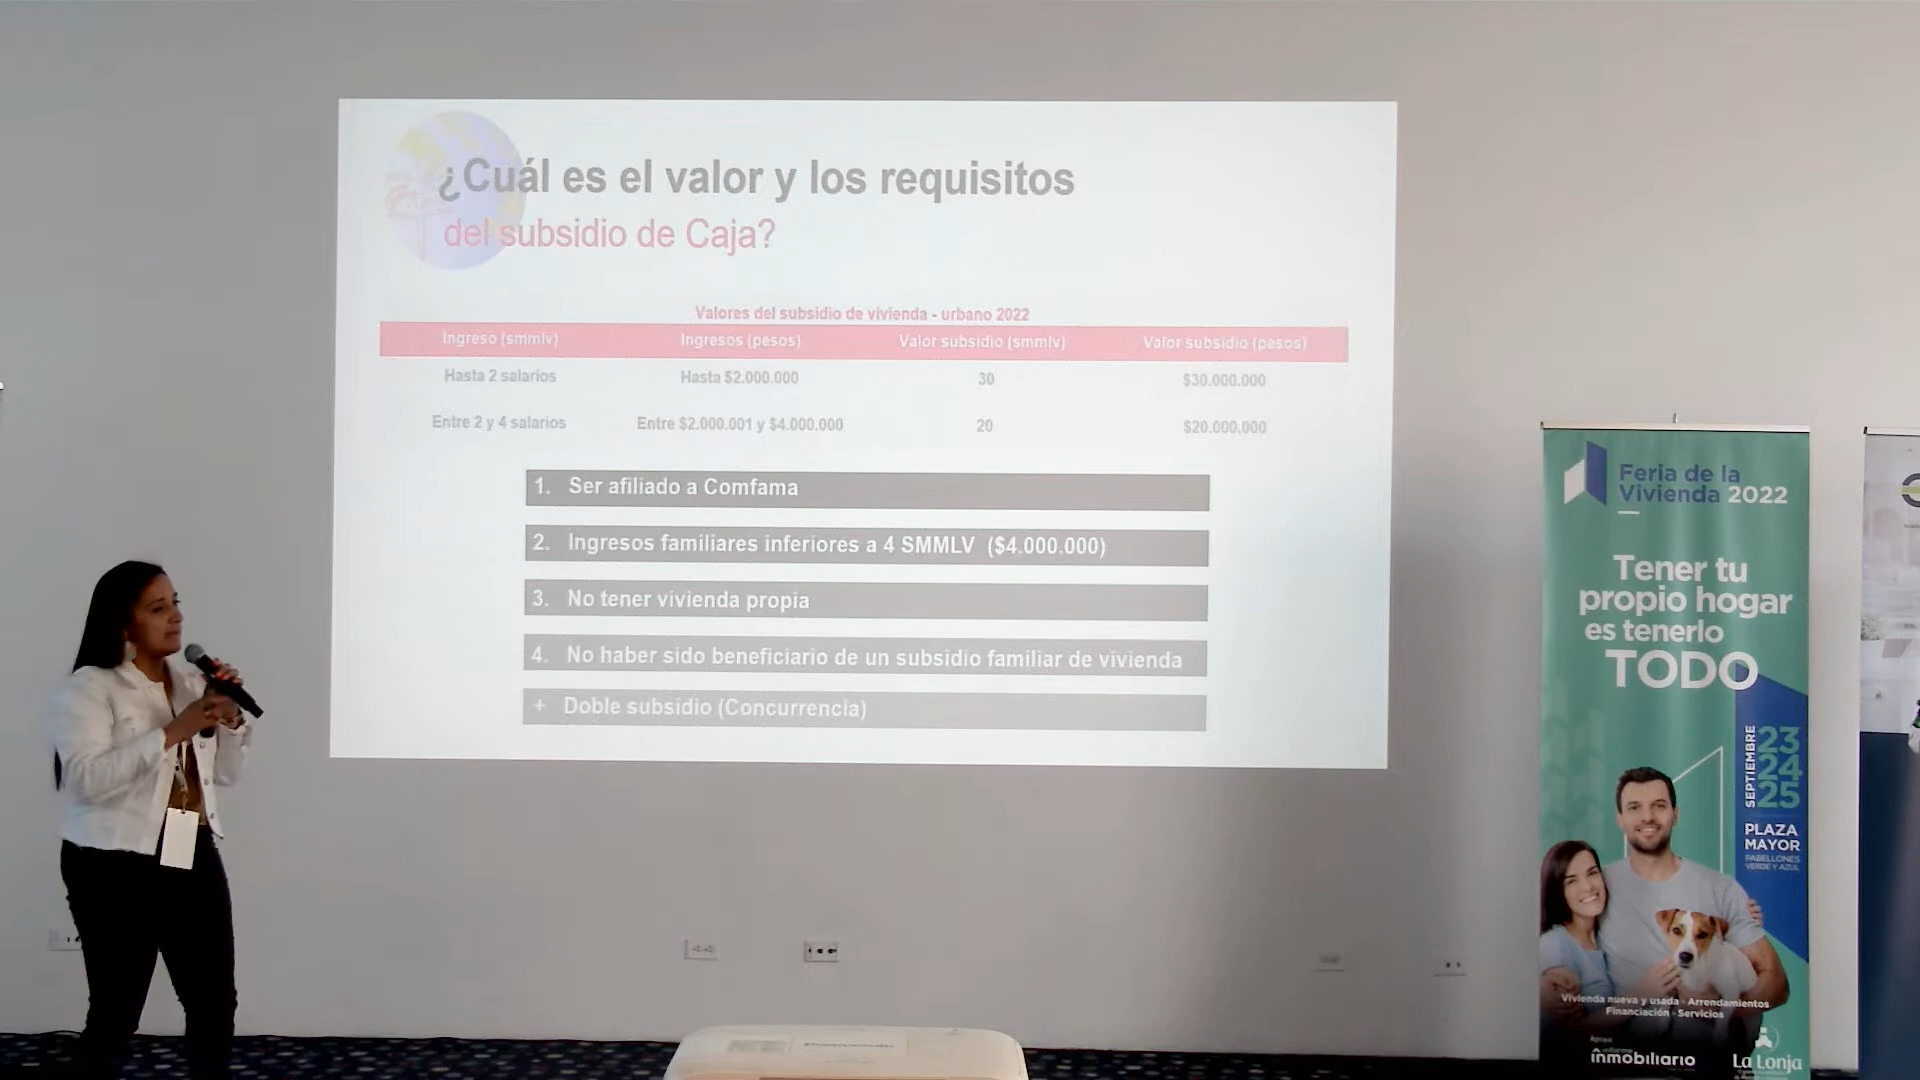 ¿Cuál es el valor y los requisitos
del subsidio de Caja?
Valores del subsidio de vivienda - urbano 2022
Ingreso (smmlv) Ingresos (pesos) Valor subsidio (smmlv) Valor subsidio (pesos)
Hasta 2 salarios Hasta $2.000.000 30 $30.000.000
Entre 2 y 4 salarios Entre $2.000.001 y $4.000.000 20 $20.000.000
1. Ser afiliado a Comfama
2. Ingresos familiares inferiores a 4 SMMLV ($4.000.000)
3. No tener vivienda propia
4. No haber sido beneficiario de un subsidio familiar de vivienda
+ Doble subsidio (Concurrencia)
Feria de la
Vivienda 2022
Tener tu
propio hogar
es tenerlo
TODO
SEPTIEMBRE
23
24
25
PLAZA
MAYOR
PABELLONES
VERDE Y AZUL
Vivienda nueva y usada - Arrendamientos
Financiación - Servicios
Apoya
informe
inmobiliario
La Lonja